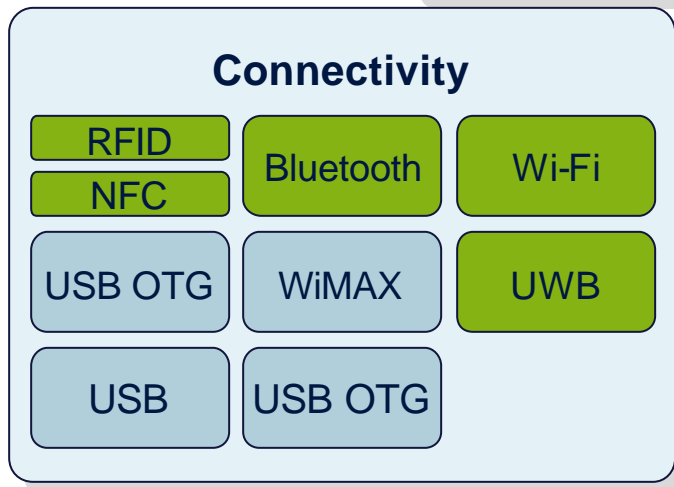 Connectivity
RFID
NFC
Bluetooth
Wi-Fi
USB OTG
WiMAX
UWB
USB
USB OTG